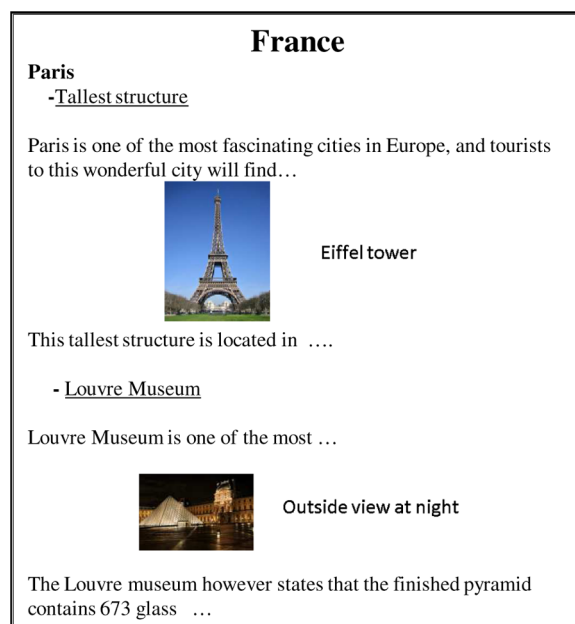 France
Paris
-Tallest structure
Paris is one of the most fascinating cities in Europe, and tourists
to this wonderful city will find…
Eiffel tower
This tallest structure is located in ….
- Louvre Museum
Louvre Museum is one of the most …
Outside view at night
The Louvre museum however states that the finished pyramid
contains 673 glass …